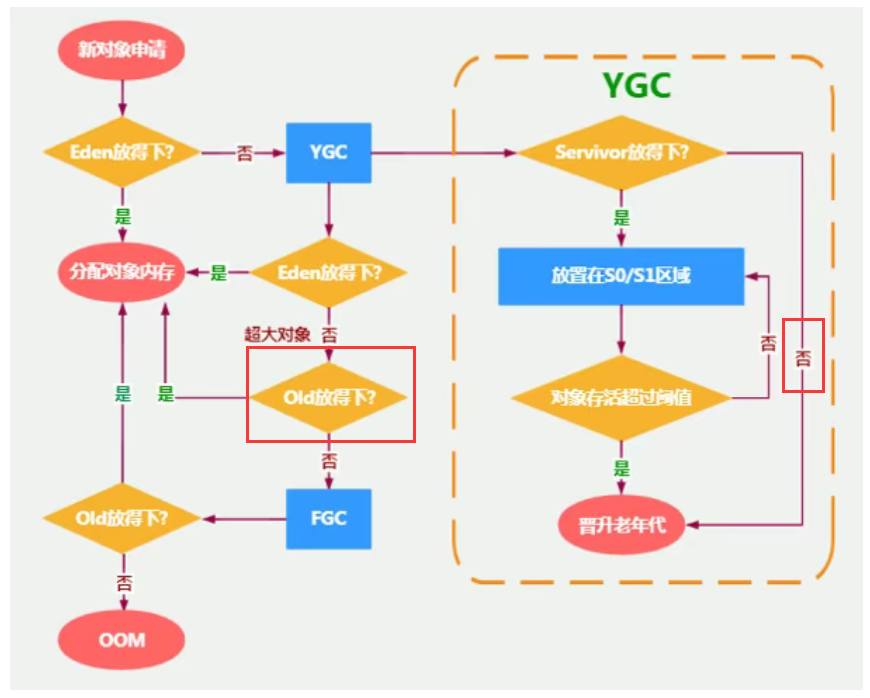 新对象申请
YGC
Eden放得下?
否
YGC
Servivor放得下?
是
是
分配对象内存
是
Eden放得下?
放置在S0/S1区域
超大对象
否
否
否
是
是
Old放得下?
对象存活超过阈值
否
是
Old放得下?
FGC
晋升老年代
否
OOM